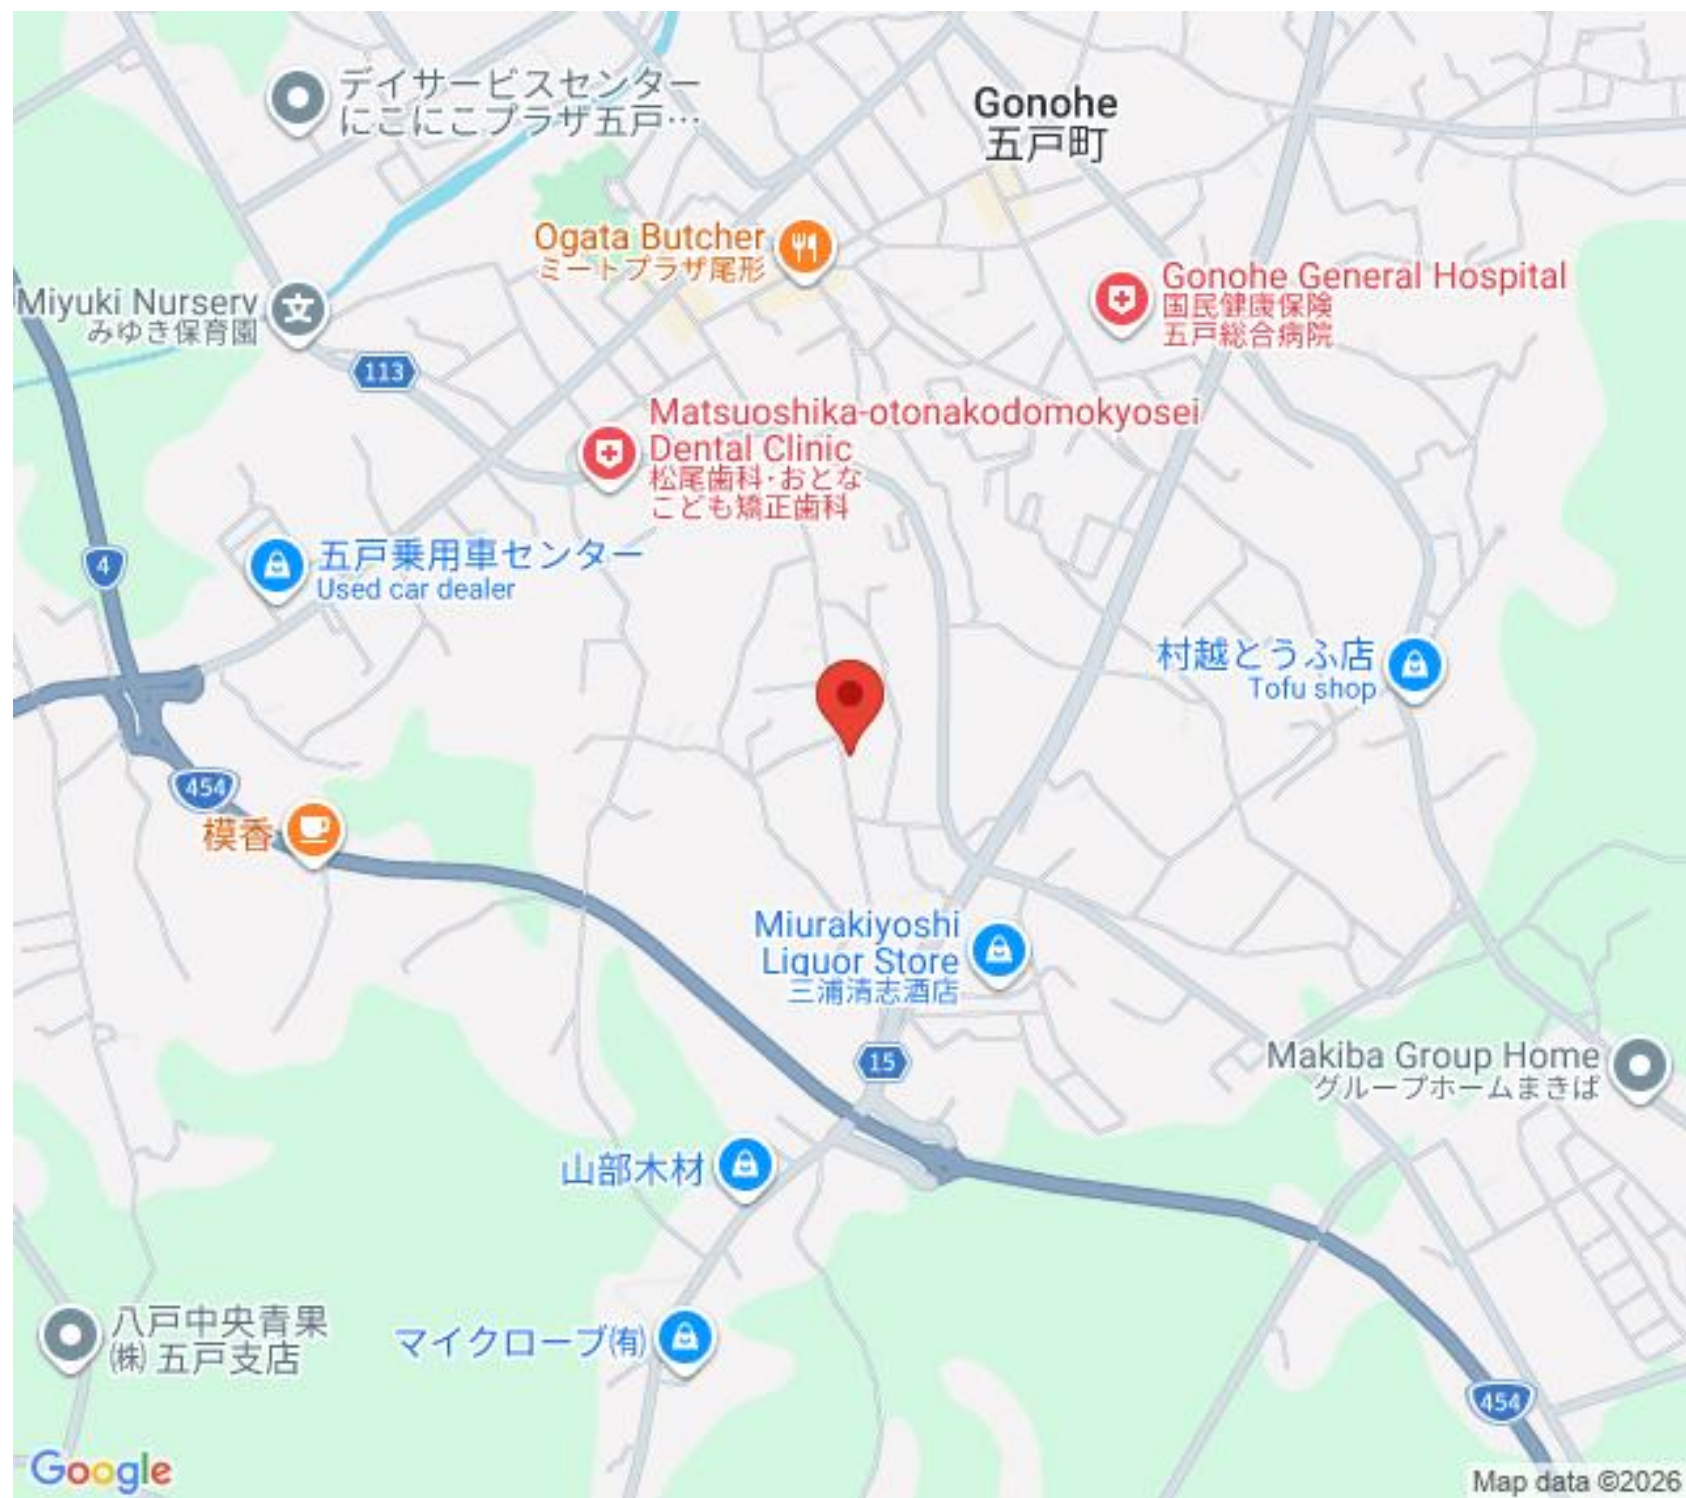 デイサービスセンター
にこにこプラザ五戸…
Gonohe
五戸町
Ogata Butcher
ミートプラザ尾形
Gonohe General Hospital
国民健康保険
五戸総合病院
Miyuki Nursery
みゆき保育園
113
Matsuoshika-otonakodomokyosei
Dental Clinic
松尾歯科・おとな
こども矯正歯科
4
五戸乗用車センター
Used car dealer
村越とうふ店
Tofu shop
454
模香
Miurakiyoshi
Liquor Store
三浦清志酒店
15
Makiba Group Home
グループホームまきば
山部木材
八戸中央青果
㈱ 五戸支店
マイクローブ㈲
454
Google
Map data ©2026